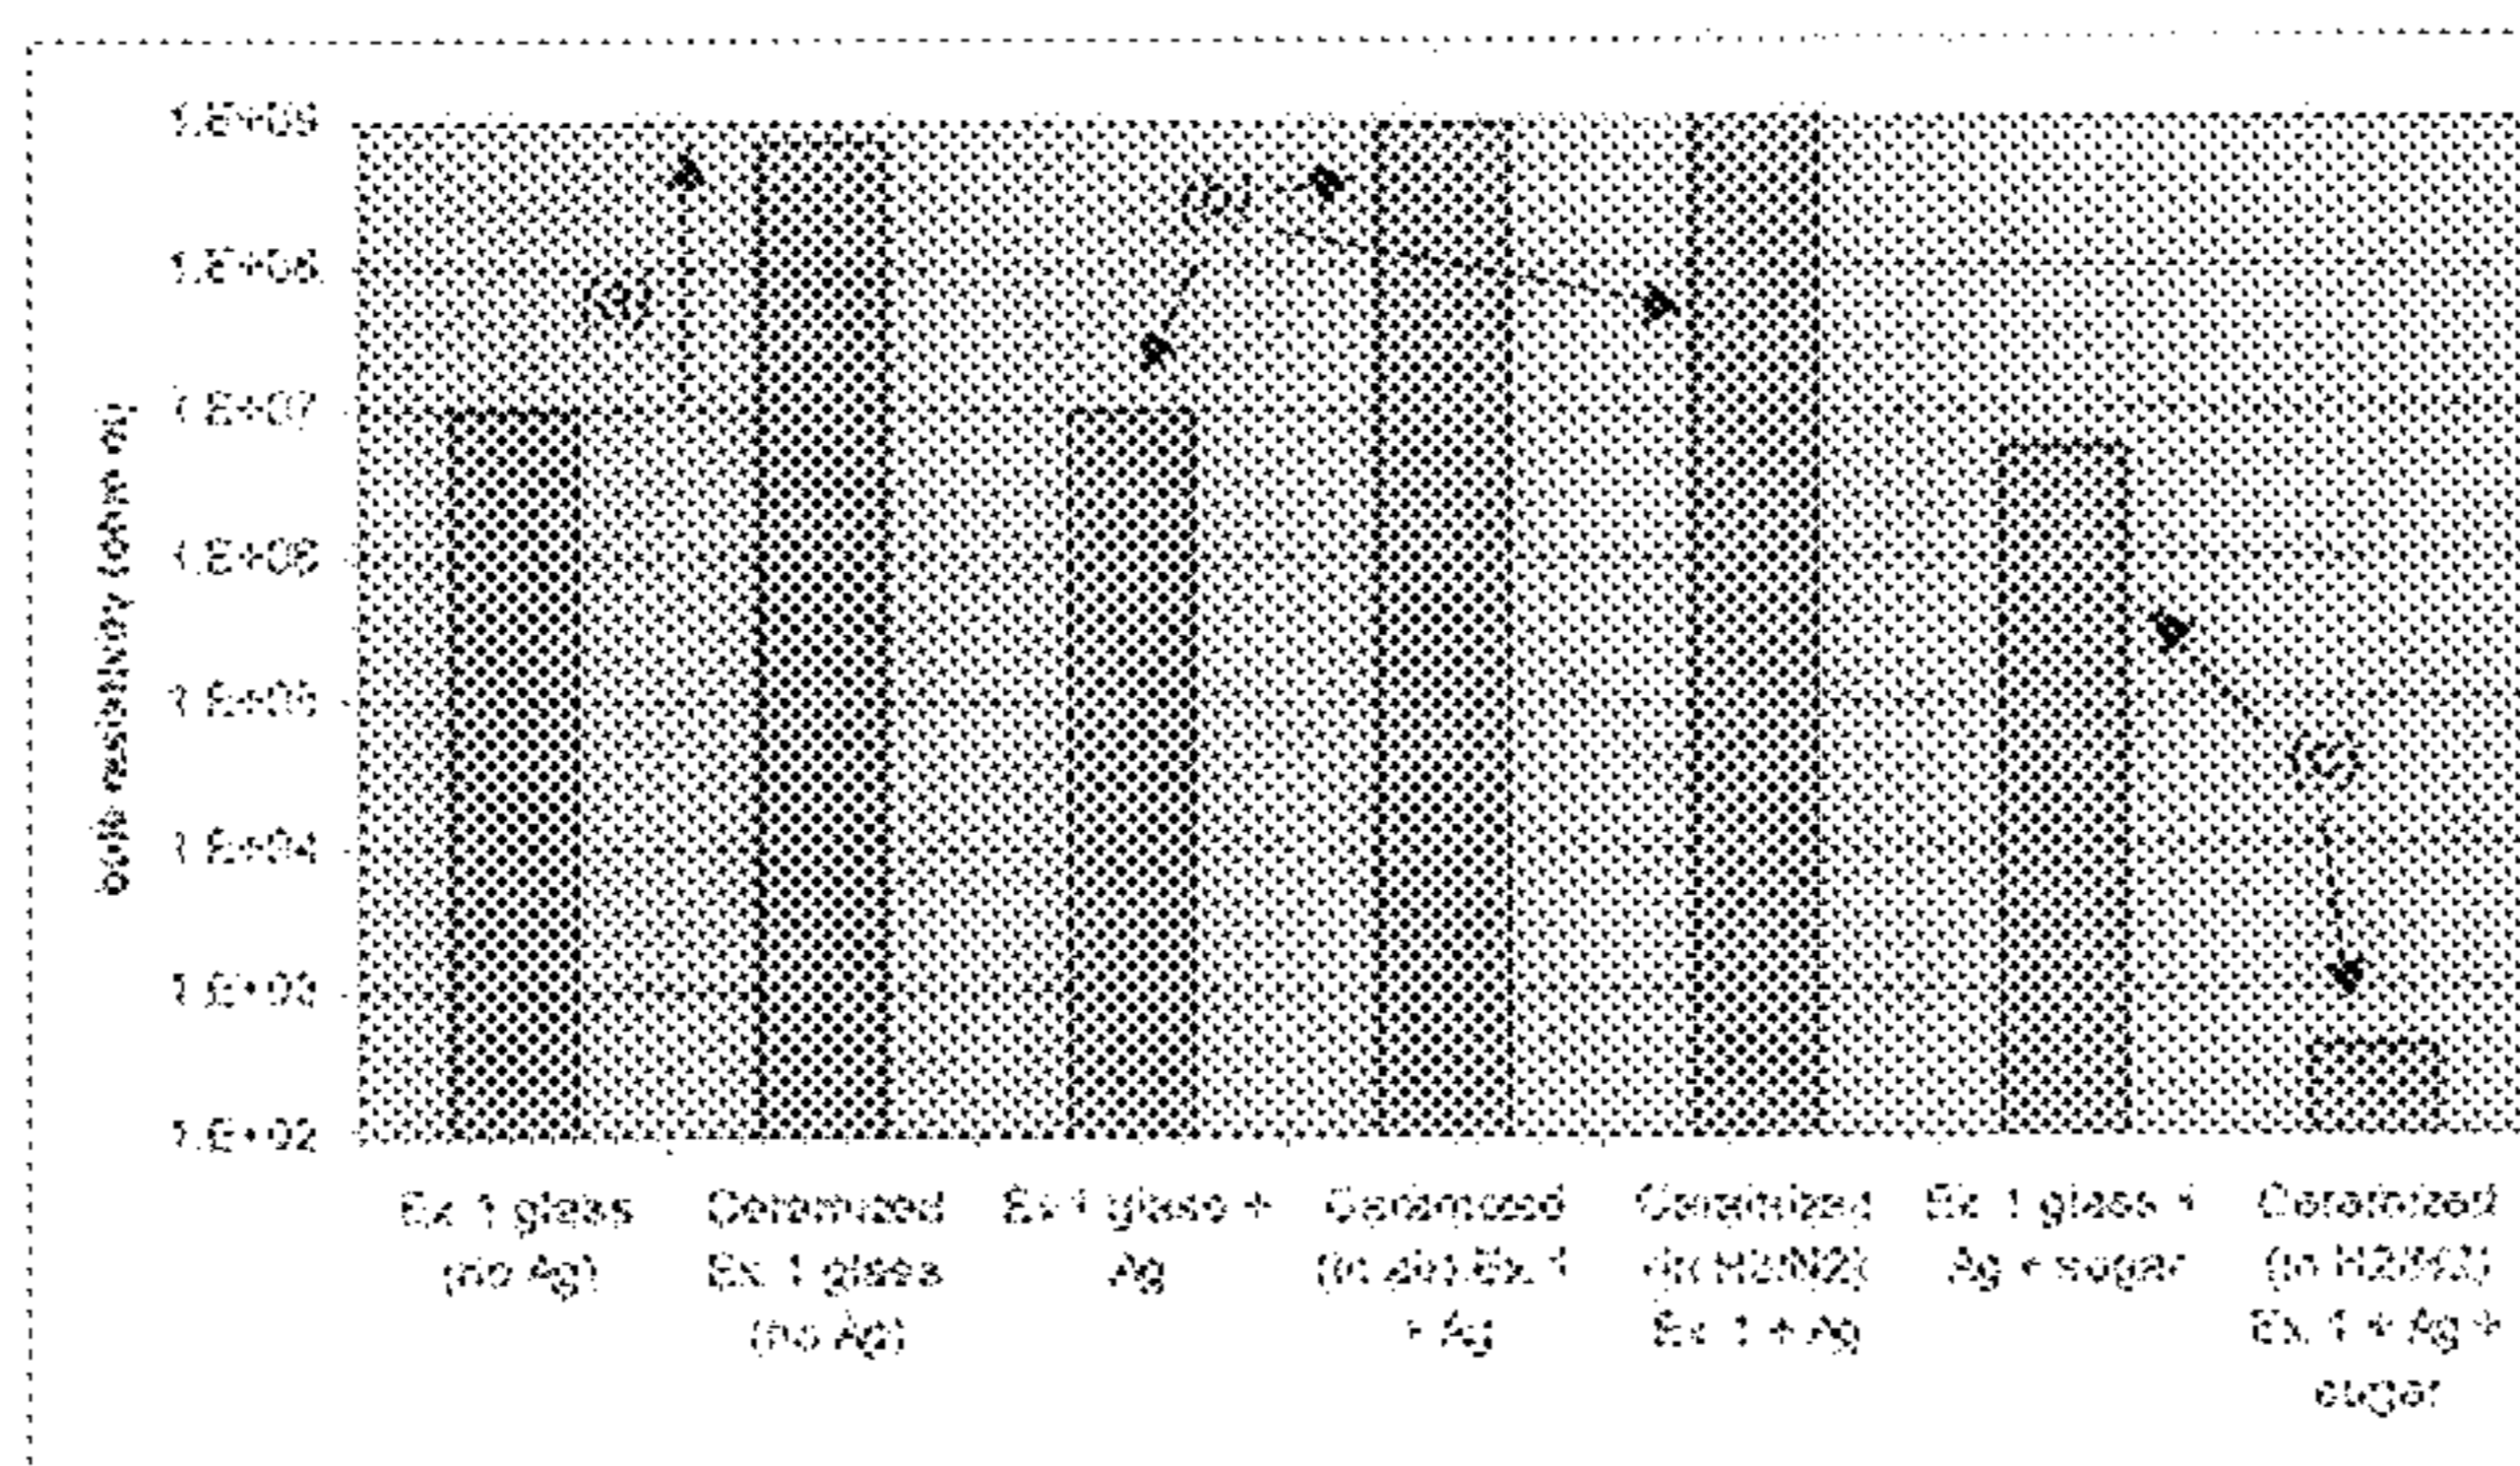 1.E+09
1.E+08
1.E+07
1.E+06
1.E+05
1.E+04
1.E+03
1.E+02
bulk resistivity (ohm m)
(a)
(b)
(c)
Ex 1 glass
(no Ag)
Ceramized
Ex. 1 glass
(no Ag)
Ex 1 glass +
Ag
Ceramized
(in air) Ex. 1
+ Ag
Ceramized
(in H2/N2)
Ex. 1 + Ag
Ex. 1 glass +
Ag + sugar
Ceramized
(in H2/N2)
Ex. 1 + Ag +
sugar